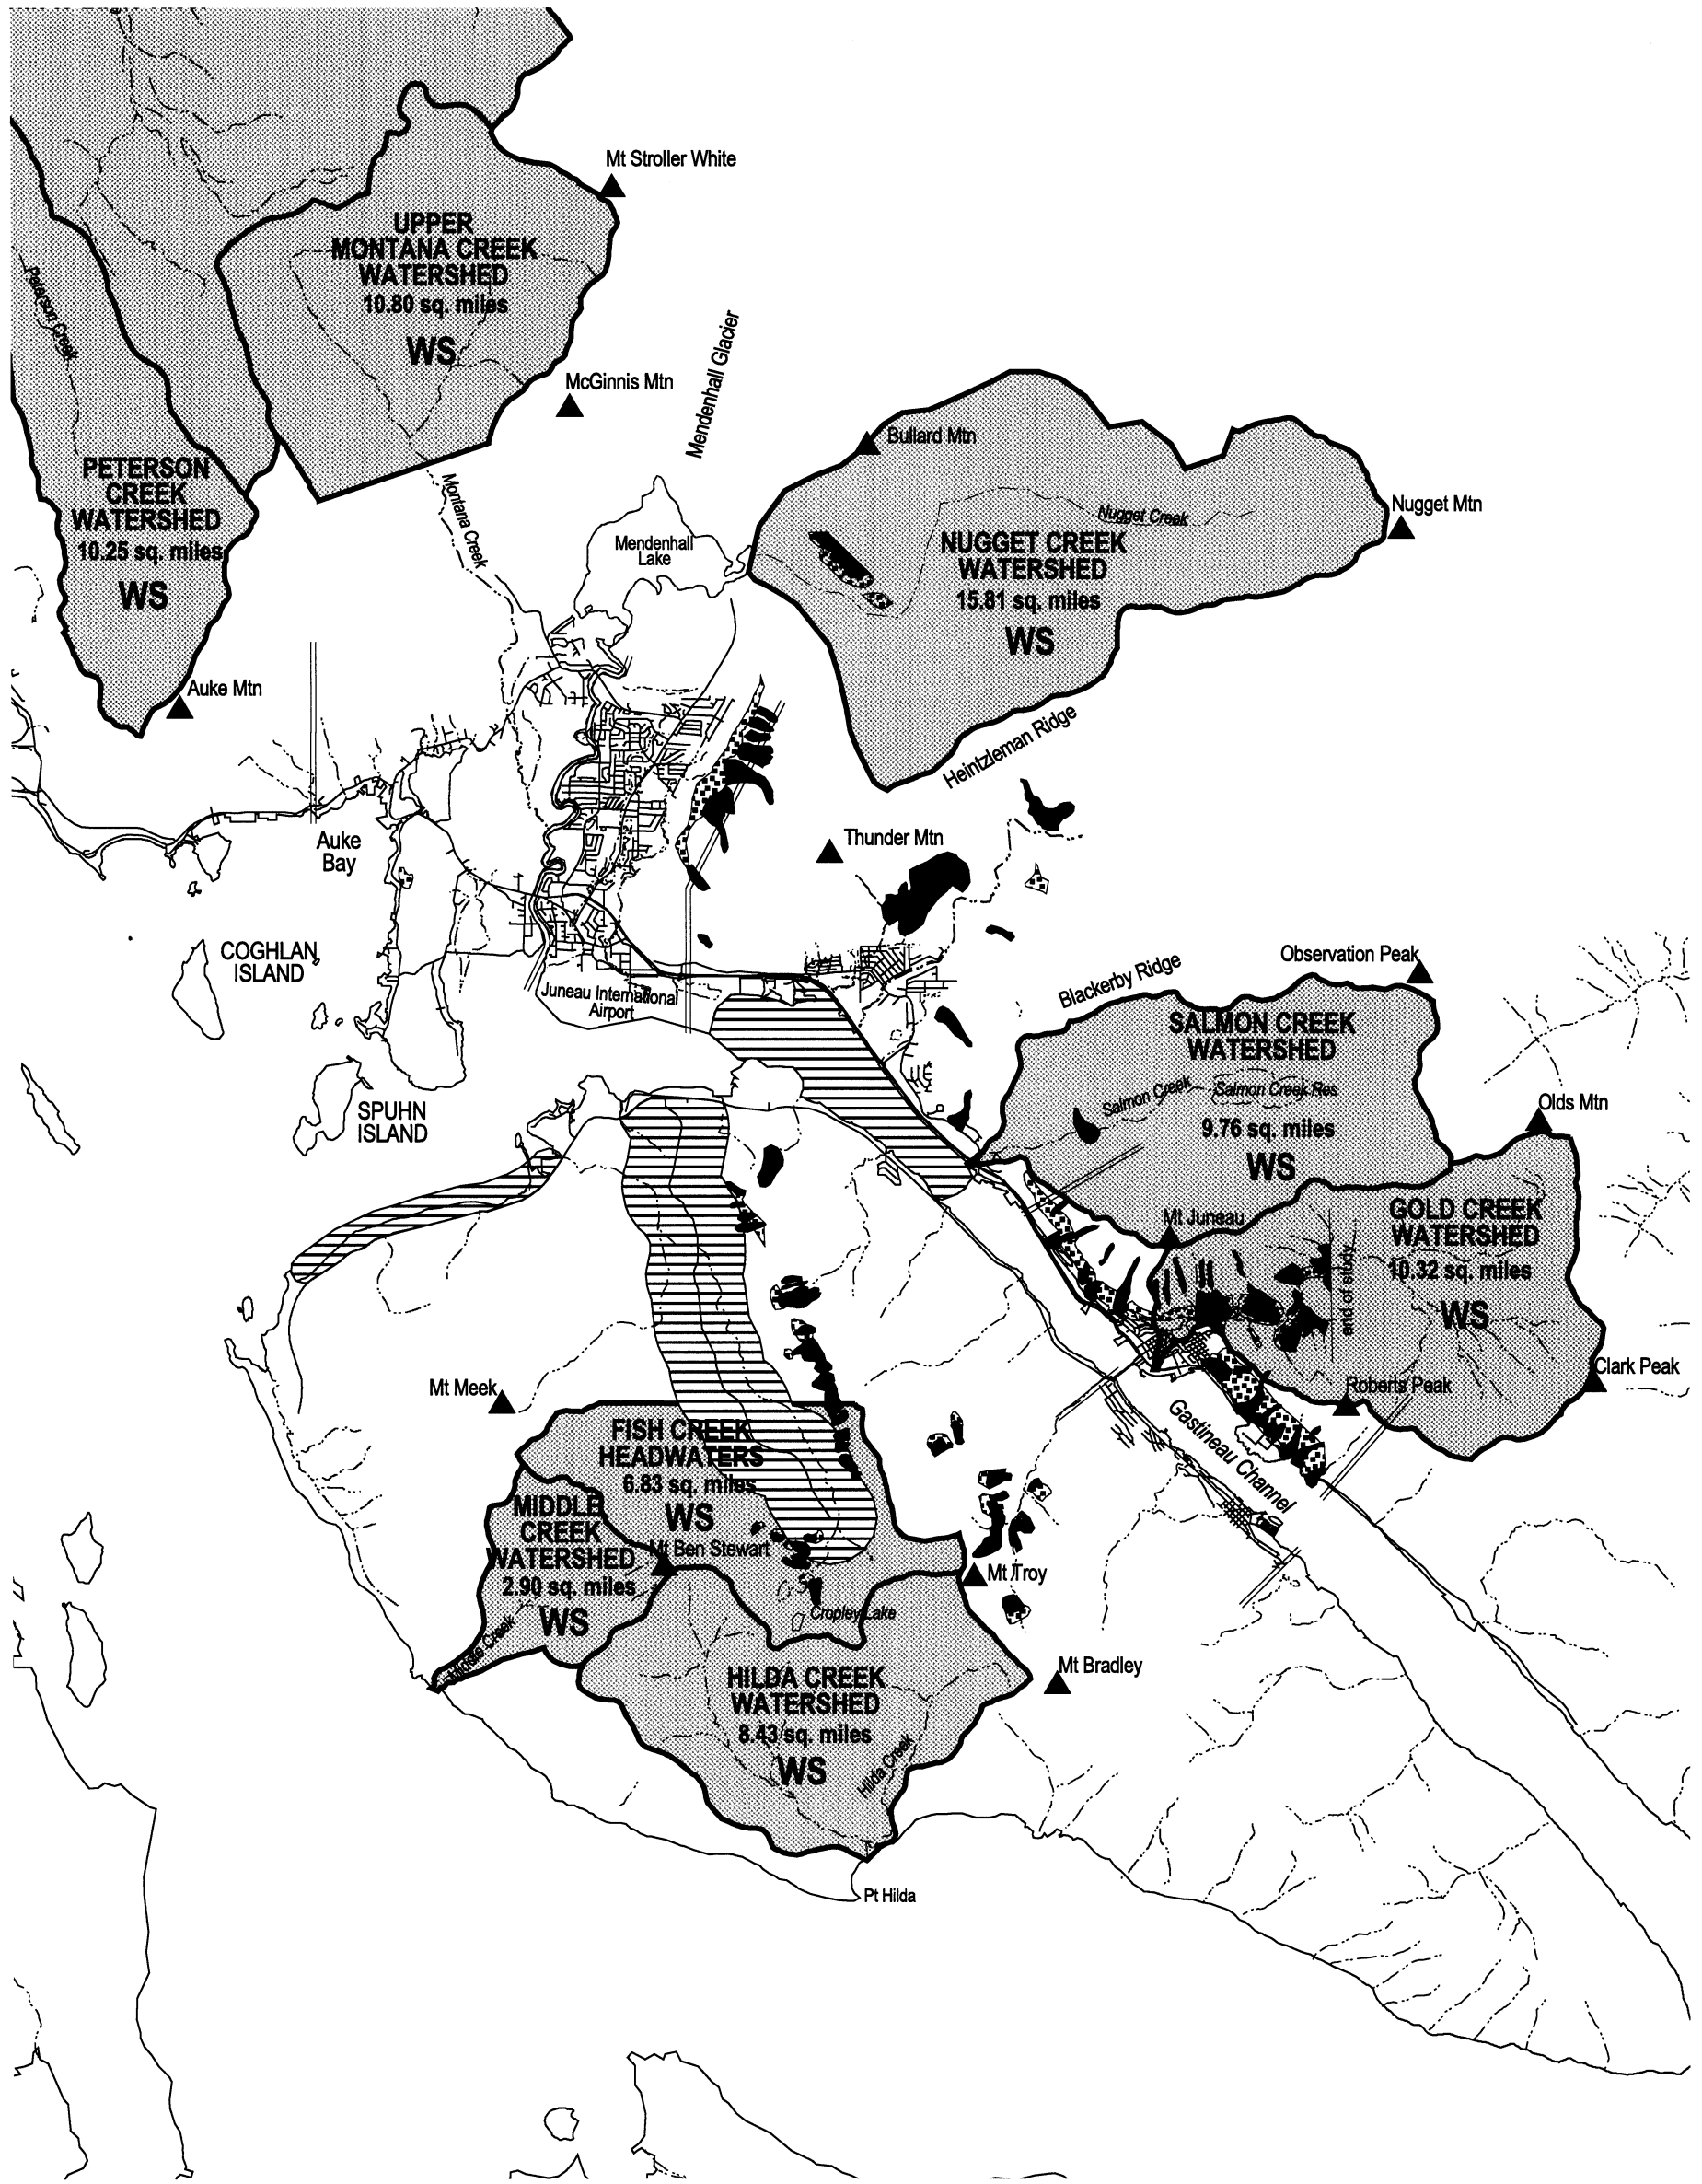 Mt Stroller White
UPPER
MONTANA CREEK
WATERSHED
10.80 sq. miles
WS
Peterson Creek
McGinnis Mtn
Mendenhall Glacier
Bullard Mtn
PETERSON
CREEK
WATERSHED
10.25 sq. miles
WS
Montana Creek
Mendenhall
Lake
Nugget Creek
Nugget Mtn
NUGGET CREEK
WATERSHED
15.81 sq. miles
WS
Auke Mtn
Heintzleman Ridge
Auke
Bay
Thunder Mtn
COGHLAN
ISLAND
Juneau International
Airport
Observation Peak
Blackerby Ridge
SALMON CREEK
WATERSHED
Salmon Creek
Salmon Creek Res
9.76 sq. miles
WS
SPUHN
ISLAND
Olds Mtn
GOLD CREEK
WATERSHED
10.32 sq. miles
WS
Mt Juneau
end of study
Clark Peak
Roberts Peak
Mt Meek
Gastineau Channel
FISH CREEK
HEADWATERS
6.83 sq. miles
WS
MIDDLE
CREEK
WATERSHED
2.90 sq. miles
WS
Mt Ben Stewart
Mt Troy
Cropley Lake
Middle Creek
Mt Bradley
HILDA CREEK
WATERSHED
8.43 sq. miles
WS
Hilda Creek
Pt Hilda